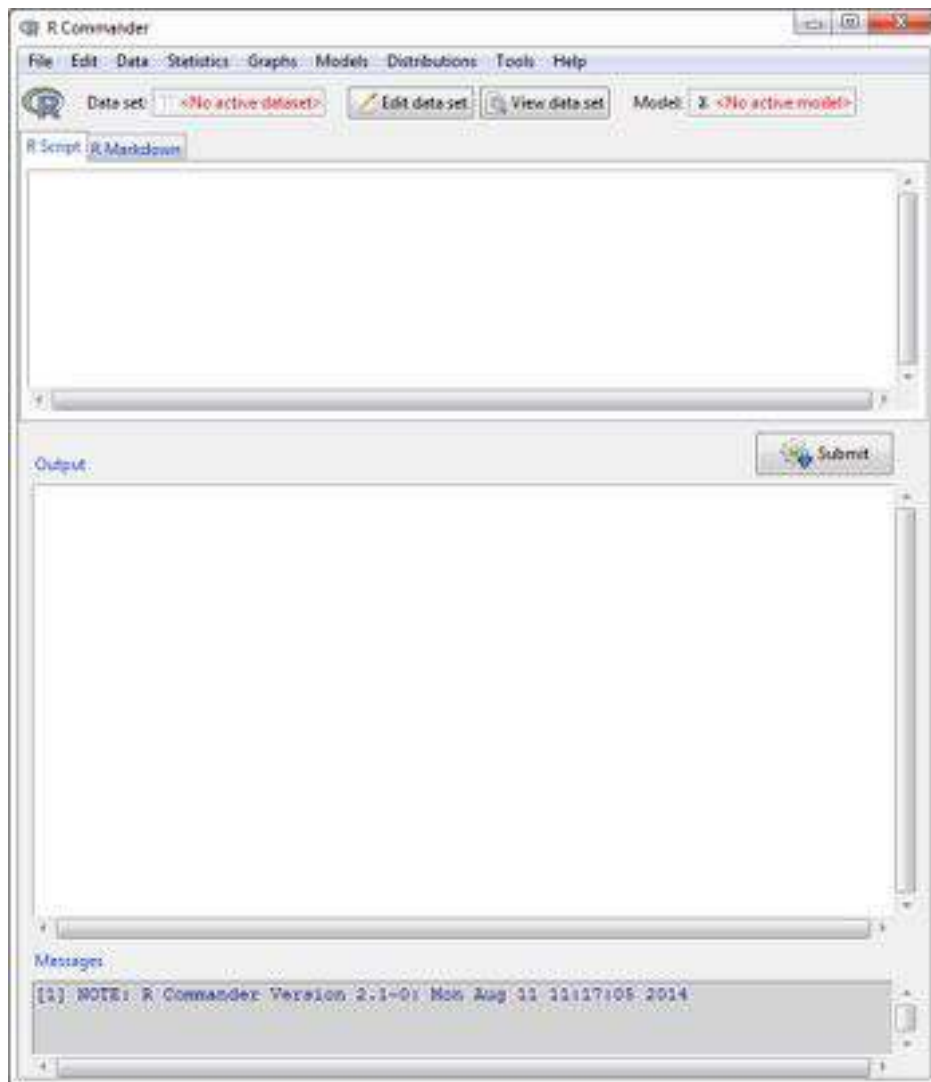 R Commander
File Edit Data Statistics Graphs Models Distributions Tools Help
R Data set: <No active dataset> Edit data set View data set Model: Σ <No active model>
R Script R Markdown
Submit
Output
Messages
[1] NOTE: R Commander Version 2.1-0: Mon Aug 11 11:17:05 2014